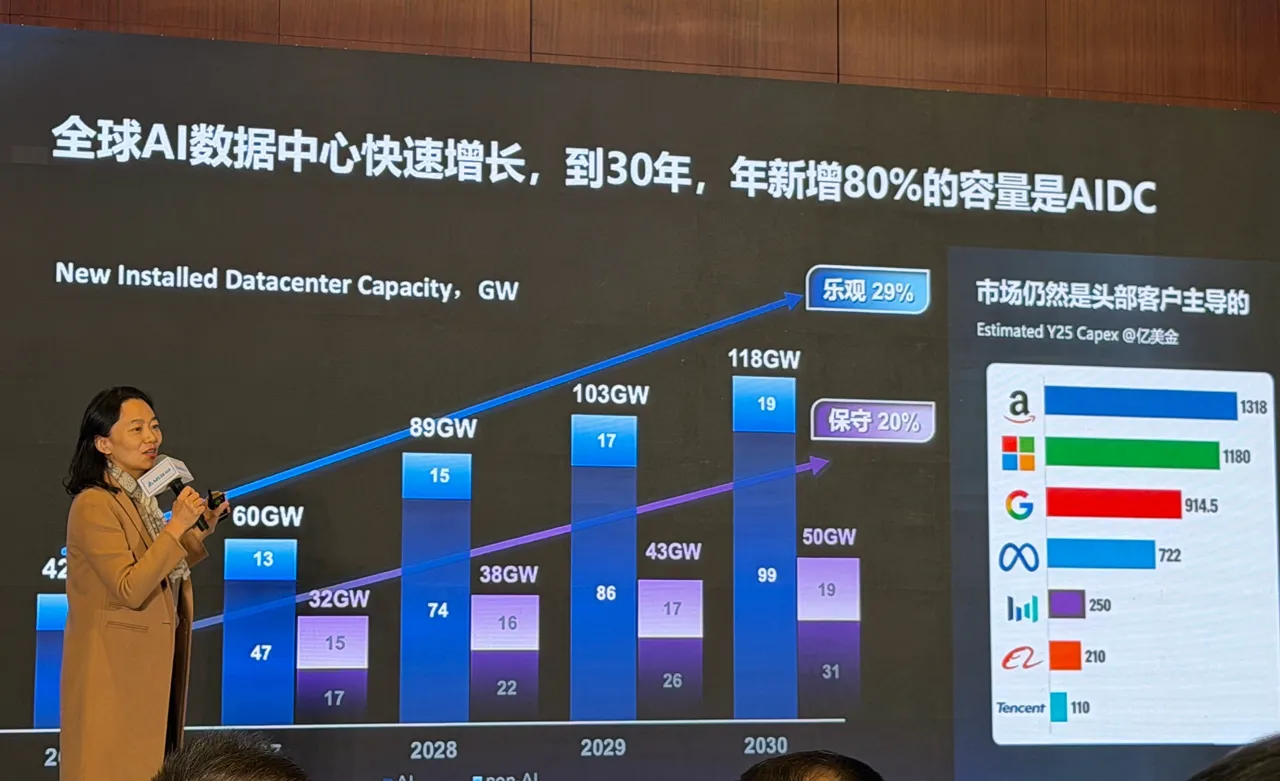 全球AI数据中心快速增长，到30年，年新增80%的容量是AIDC
New Installed Datacenter Capacity，GW
乐观 29%
保守 20%
42
60GW
13
47
32GW
15
17
89GW
15
74
38GW
16
22
103GW
17
86
43GW
17
26
118GW
19
99
50GW
19
31
2028
2029
2030
AI
non AI
市场仍然是头部客户主导的
Estimated Y25 Capex @亿美金
1318
1180
914.5
722
250
210
Tencent 110